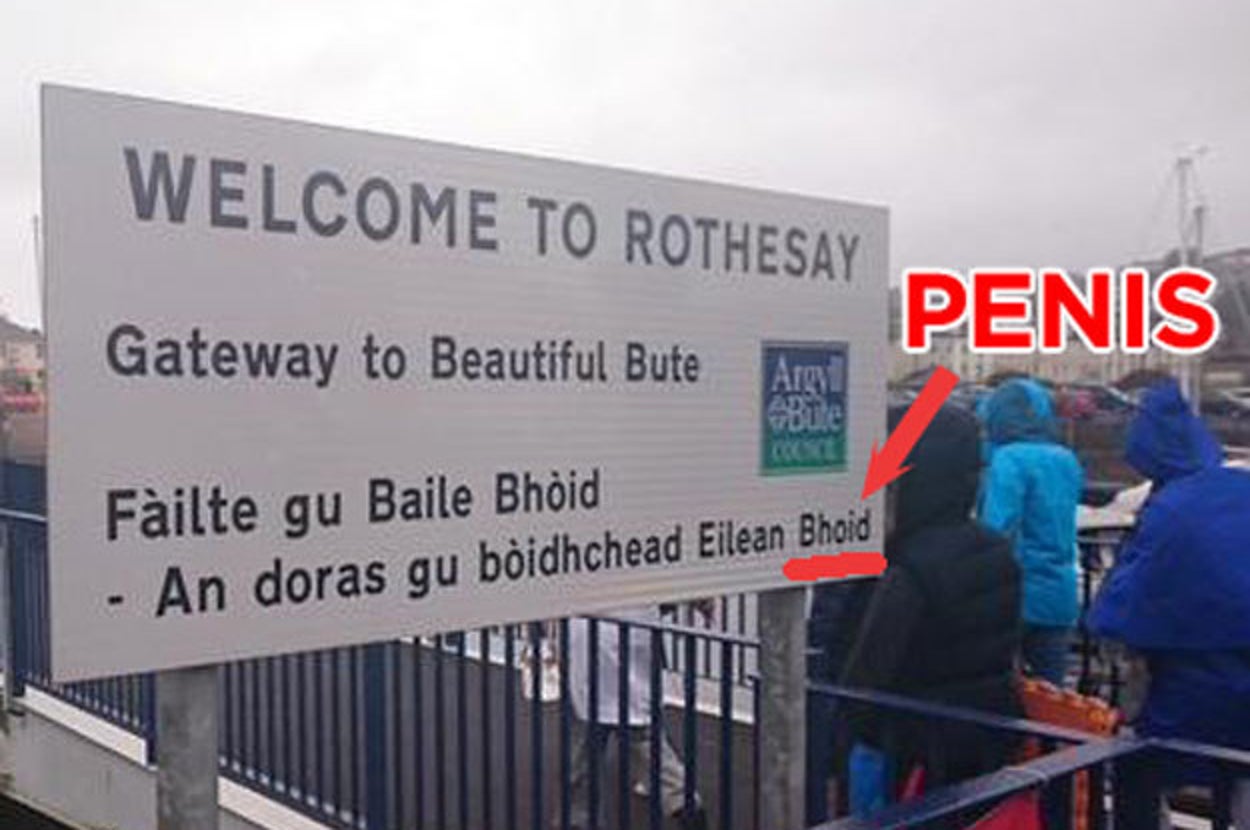 WELCOME TO ROTHESAY
Gateway to Beautiful Bute
Argyll
&Bute
COUNCIL
Fàilte gu Baile Bhòid
- An doras gu bòidhchead Eilean Bhoid
PENIS